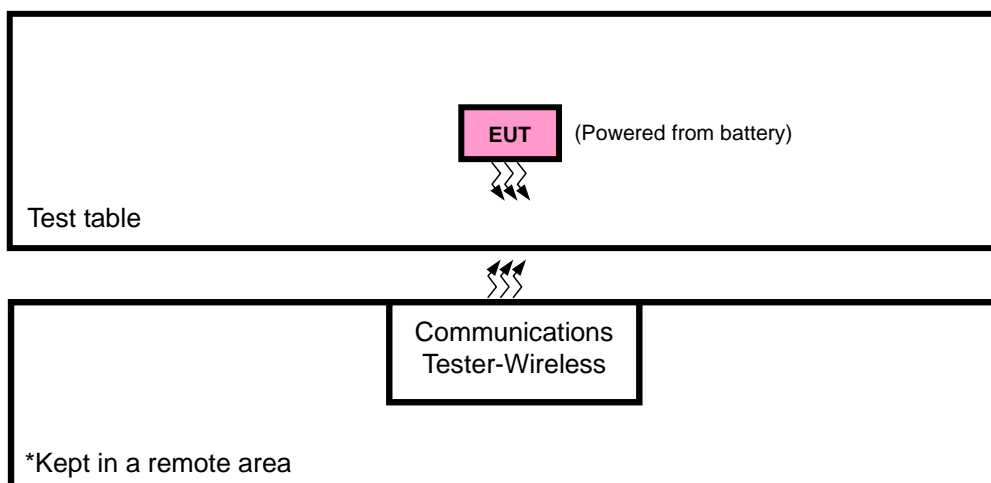 EUT
(Powered from battery)
Test table
Communications
Tester-Wireless
*Kept in a remote area